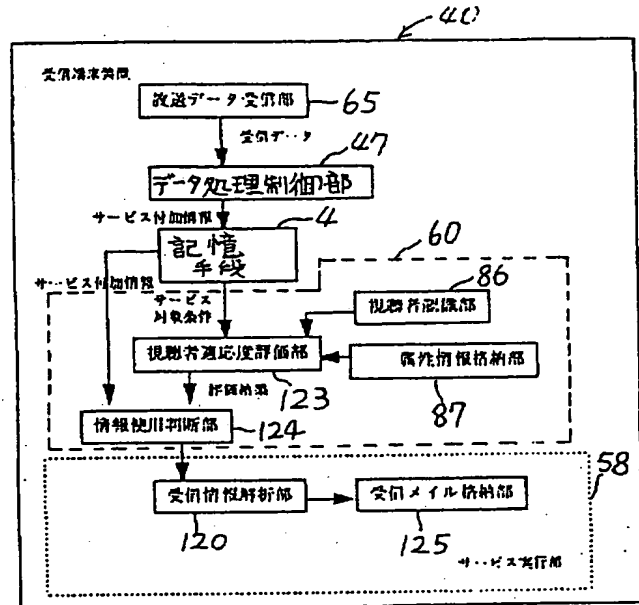 40
受信端末装置
放送データ受信部
65
受信データ
47
データ処理制御部
サービス付加情報
4
記憶
手段
60
サービス付加情報
サービス
対象条件
86
視聴者認識部
視聴者適応度評価部
属性情報格納部
評価結果
123
87
情報使用判断部
124
58
受信情報解析部
受信メイル格納部
120
125
サービス実行部